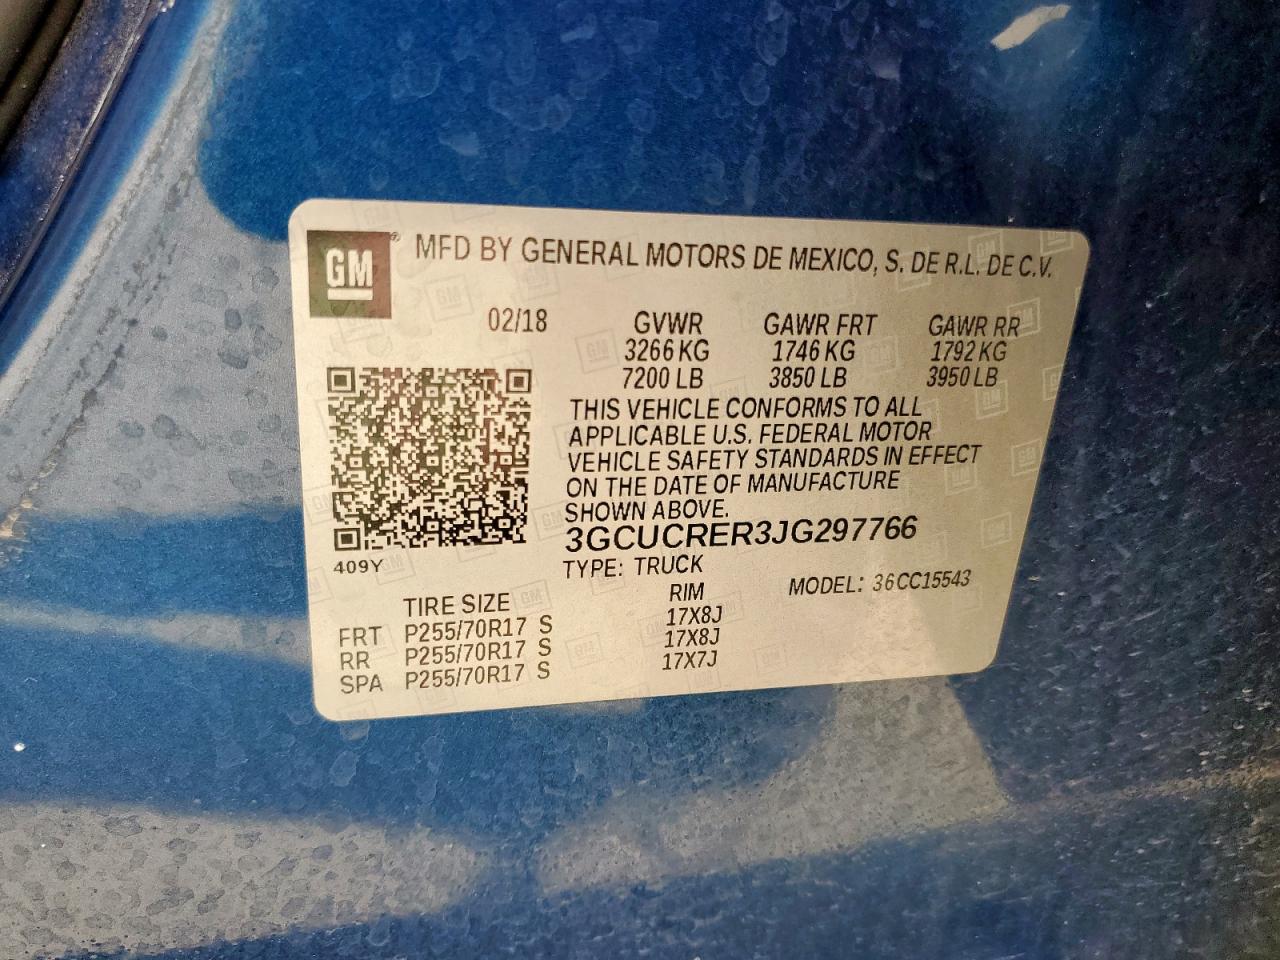 GM ® MFD BY GENERAL MOTORS DE MEXICO, S. DE R.L. DE C.V.
02/18 GVWR GAWR FRT GAWR RR
3266 KG 1746 KG 1792 KG
7200 LB 3850 LB 3950 LB
THIS VEHICLE CONFORMS TO ALL
APPLICABLE U.S. FEDERAL MOTOR
VEHICLE SAFETY STANDARDS IN EFFECT
ON THE DATE OF MANUFACTURE
SHOWN ABOVE.
3GCUCRER3JG297766
409Y TYPE: TRUCK MODEL: 36CC15543
TIRE SIZE RIM
FRT P255/70R17 S 17X8J
RR P255/70R17 S 17X8J
SPA P255/70R17 S 17X7J